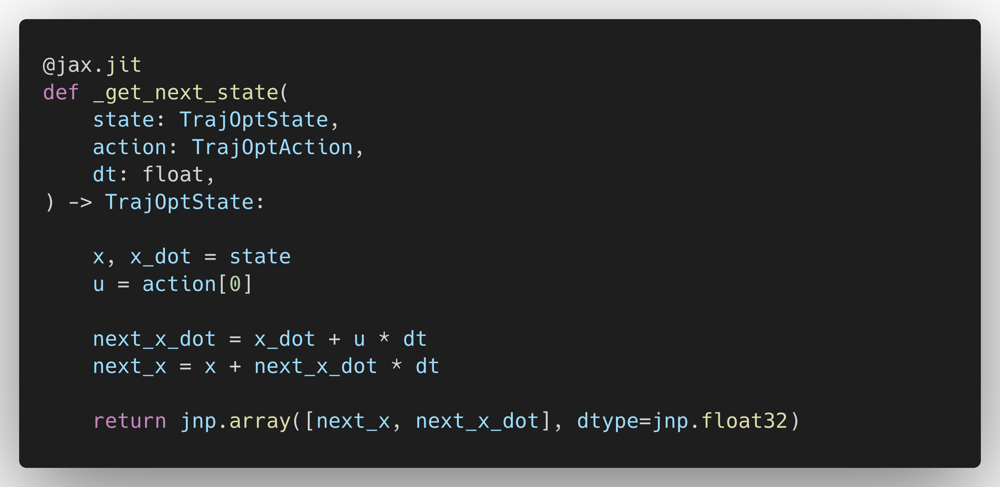 @jax.jit
def _get_next_state(
    state: TrajOptState,
    action: TrajOptAction,
    dt: float,
) -> TrajOptState:

    x, x_dot = state
    u = action[0]

    next_x_dot = x_dot + u * dt
    next_x = x + next_x_dot * dt

    return jnp.array([next_x, next_x_dot], dtype=jnp.float32)